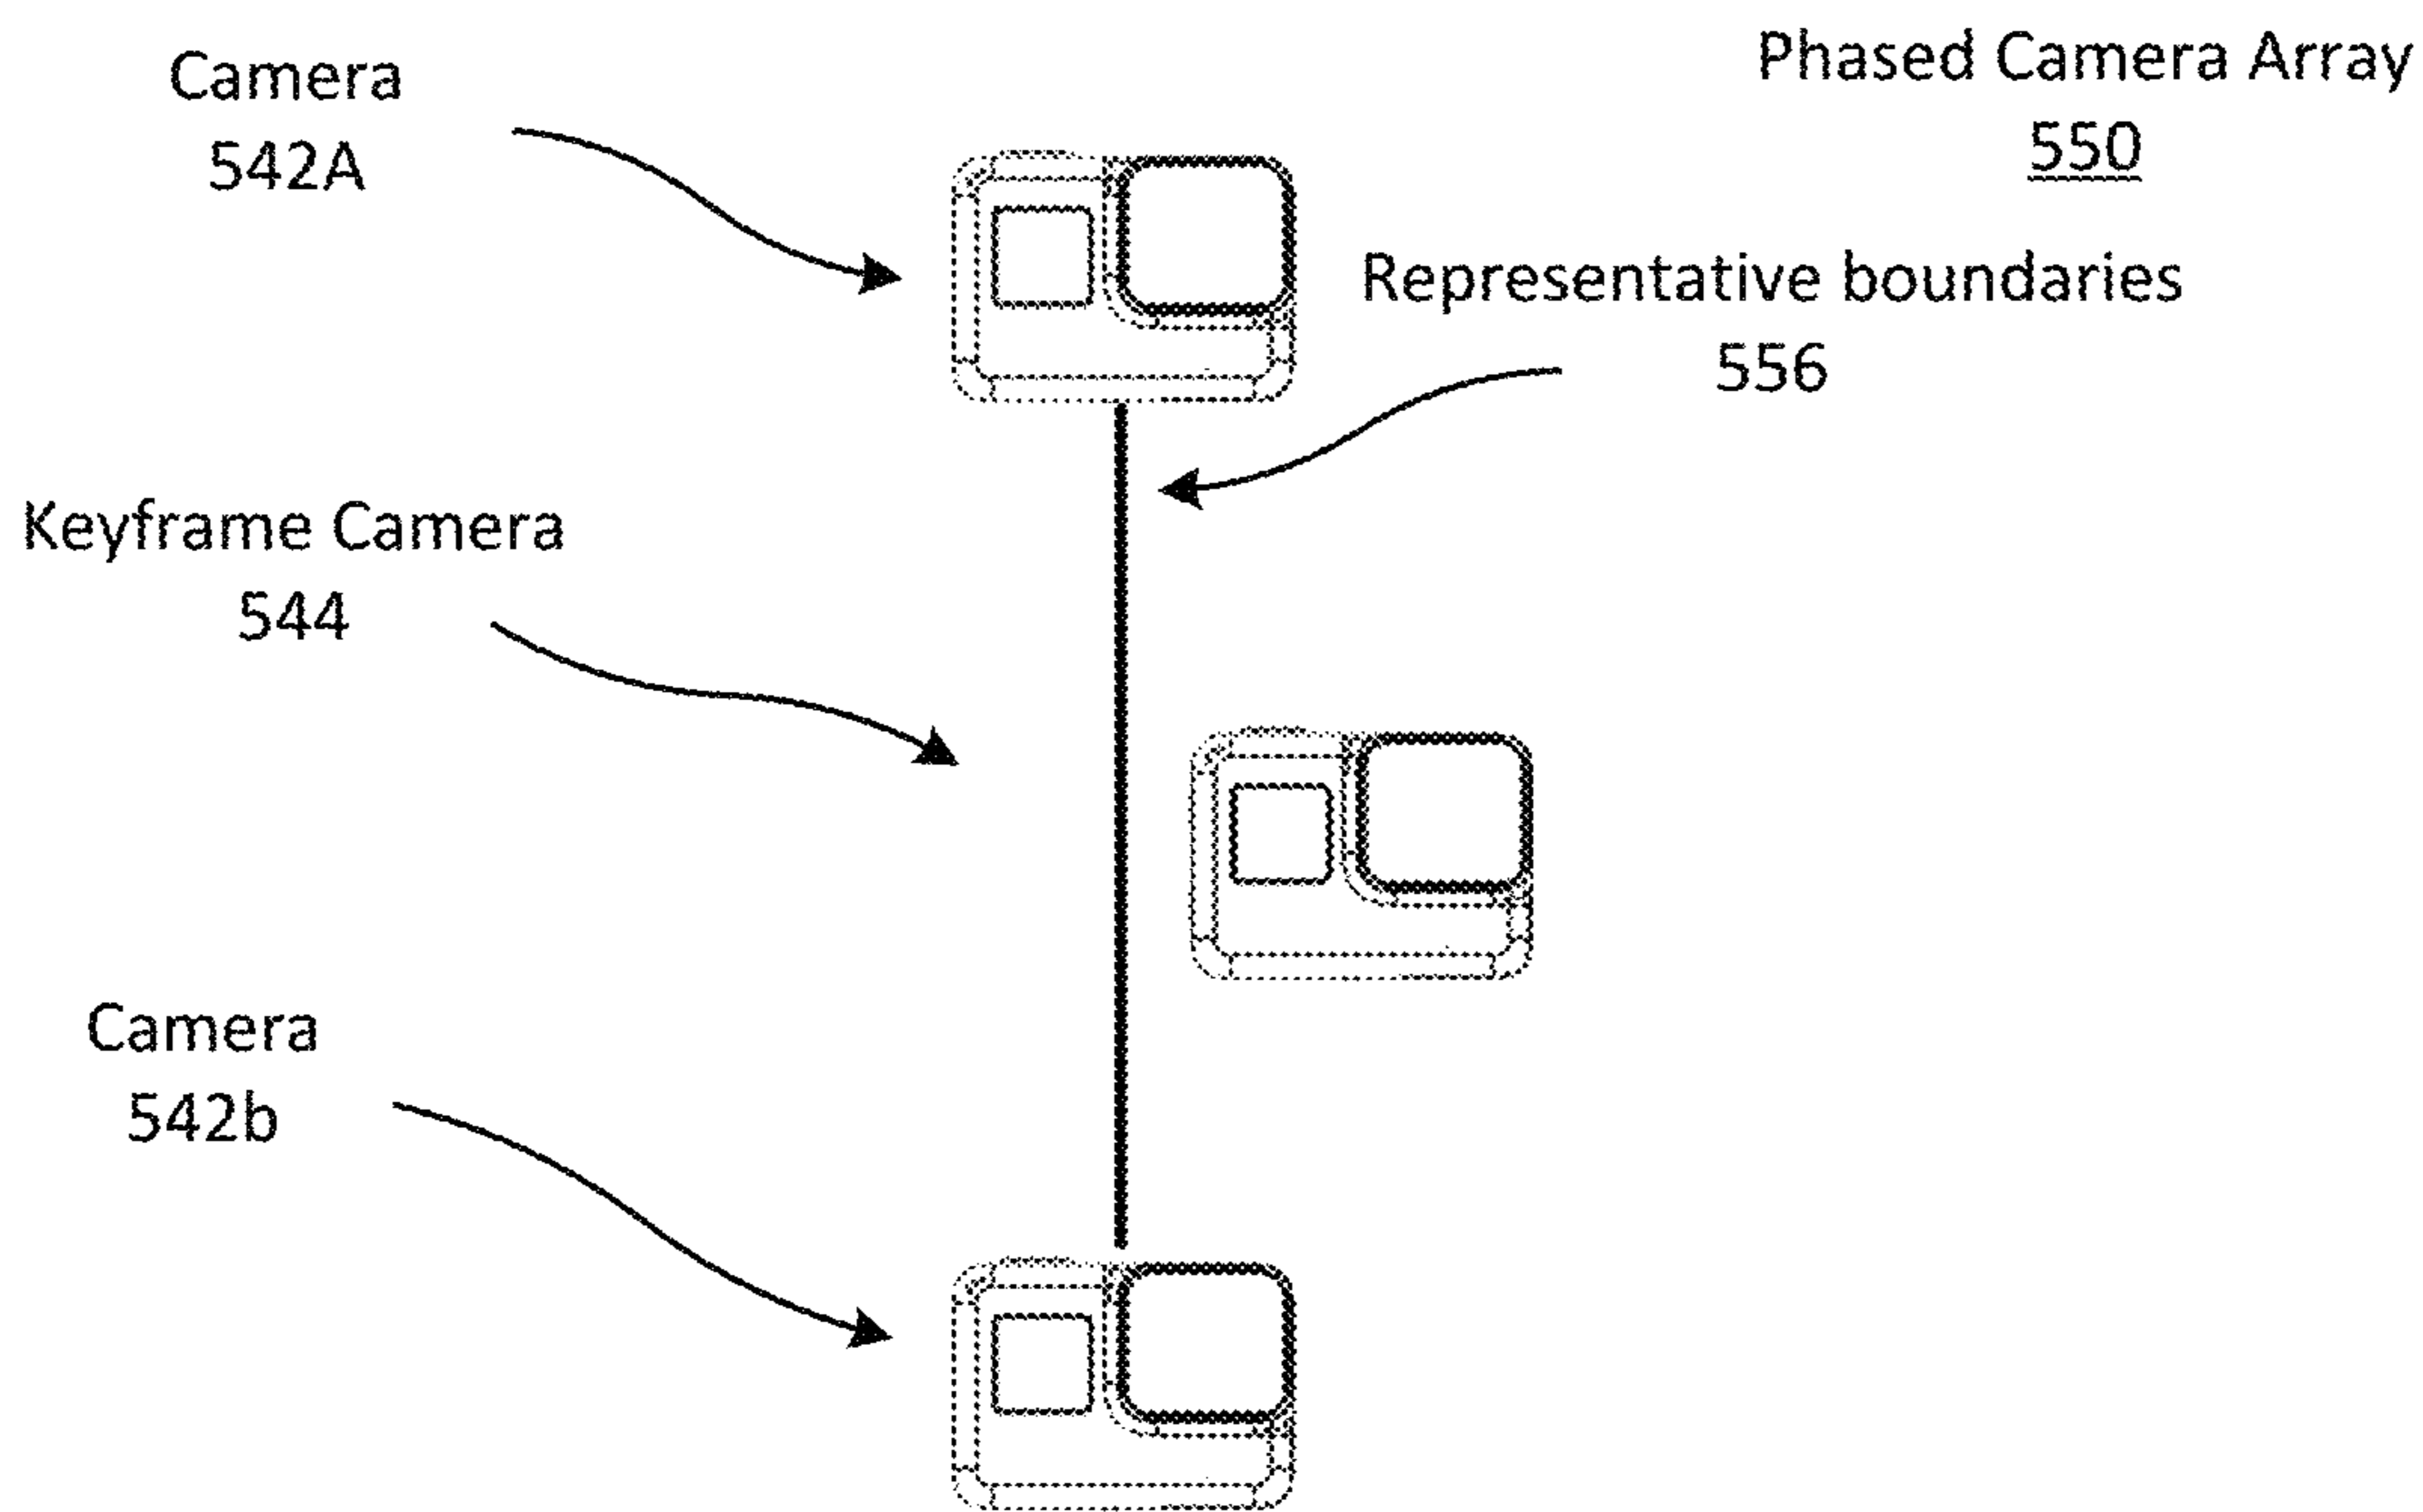 Camera
542A
Phased Camera Array
550
Representative boundaries
556
Keyframe Camera
544
Camera
542b